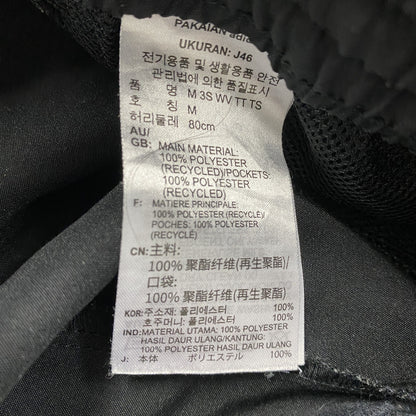 PAKAIAN adidas
UKURAN: J46
전기용품 및 생활용품 안전
관리법에 의한 품질표시
품 명 M 3S WV TT TS
호 칭 M
허리둘레 80cm
AU/
GB: MAIN MATERIAL:
100% POLYESTER
(RECYCLED)/POCKETS:
100% POLYESTER
(RECYCLED)
F: MATIERE PRINCIPALE:
100% POLYESTER (RECYCLE)/
POCHES: 100% POLYESTER
(RECYCLÉ)
CN: 主料:
100% 聚酯纤维(再生聚酯)/
口袋:
100% 聚酯纤维(再生聚酯)
KOR: 주소재: 폴리에스터 100%
호주머니: 폴리에스터 100%
IND: MATERIAL UTAMA: 100% POLYESTER
HASIL DAUR ULANG/KANTUNG:
100% POLYESTER HASIL DAUR ULANG
J: 本体 ポリエステル 100%